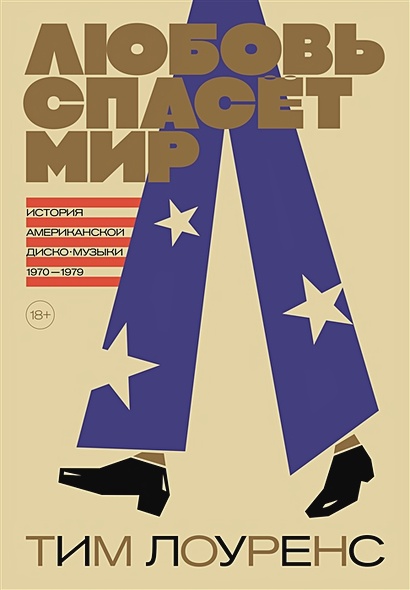 ЛЮБОВЬ
СПАСЁТ
МИР
ИСТОРИЯ
АМЕРИКАНСКОЙ
ДИСКО-МУЗЫКИ
1970—1979
18+
ТИМ ЛОУРЕНС